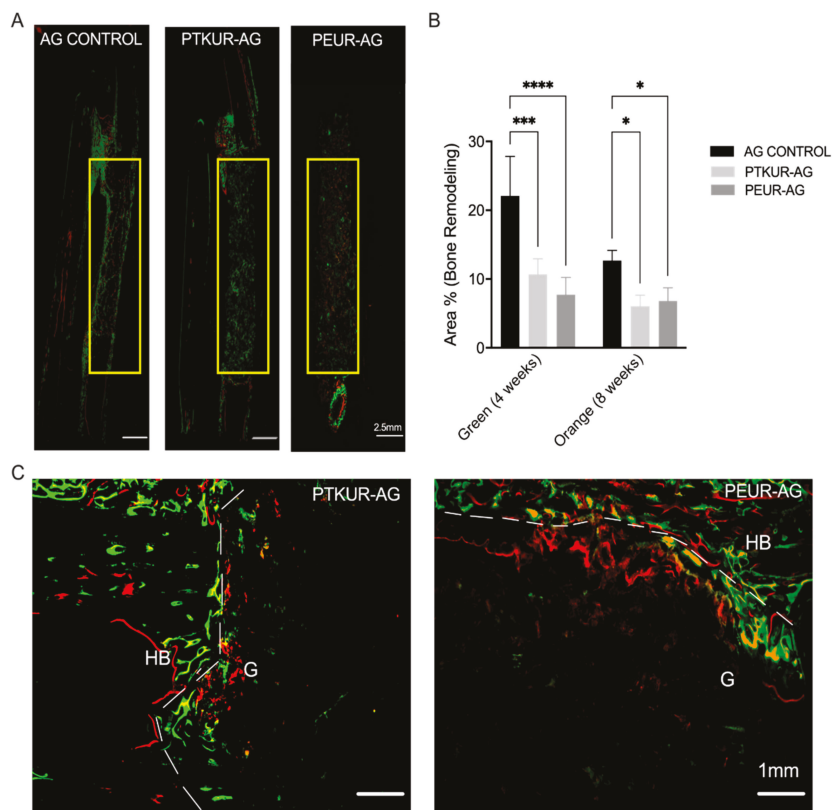 A
AG CONTROL
PTKUR-AG
PEUR-AG
2.5mm
B
Area % (Bone Remodeling)
30
20
10
0
****
***
*
*
Green (4 weeks)
Orange (8 weeks)
AG CONTROL
PTKUR-AG
PEUR-AG
C
PTKUR-AG
HB
G
PEUR-AG
HB
G
1mm